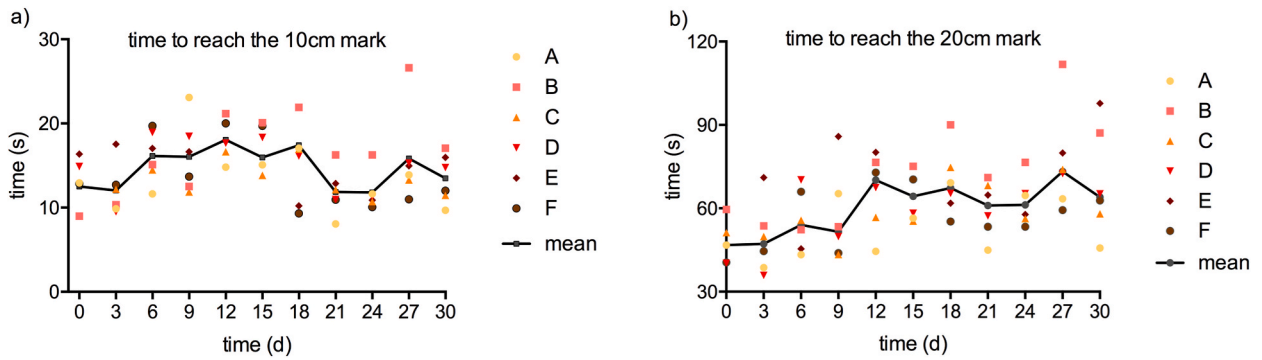 a)
time to reach the 10cm mark
30
20
10
0
time (s)
0 3 6 9 12 15 18 21 24 27 30
time (d)
A
B
C
D
E
F
mean
b)
time to reach the 20cm mark
120
90
60
30
time (s)
0 3 6 9 12 15 18 21 24 27 30
time (d)
A
B
C
D
E
F
mean